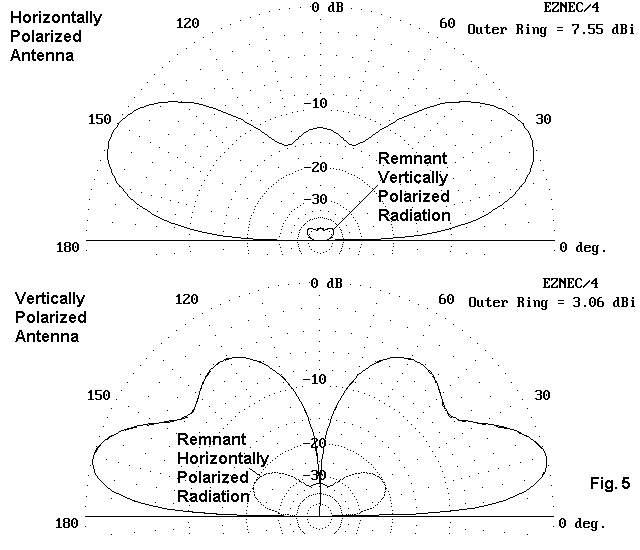 Horizontally
Polarized
Antenna
0 dB
EZNEC/4
Outer Ring = 7.55 dBi
120
60
150
30
-10
-20
-30
Remnant
Vertically
Polarized
Radiation
180
0 deg.
Vertically
Polarized
Antenna
0 dB
EZNEC/4
Outer Ring = 3.06 dBi
120
60
150
30
-10
-20
-30
Remnant
Horizontally
Polarized
Radiation
Fig. 5
180
0 deg.